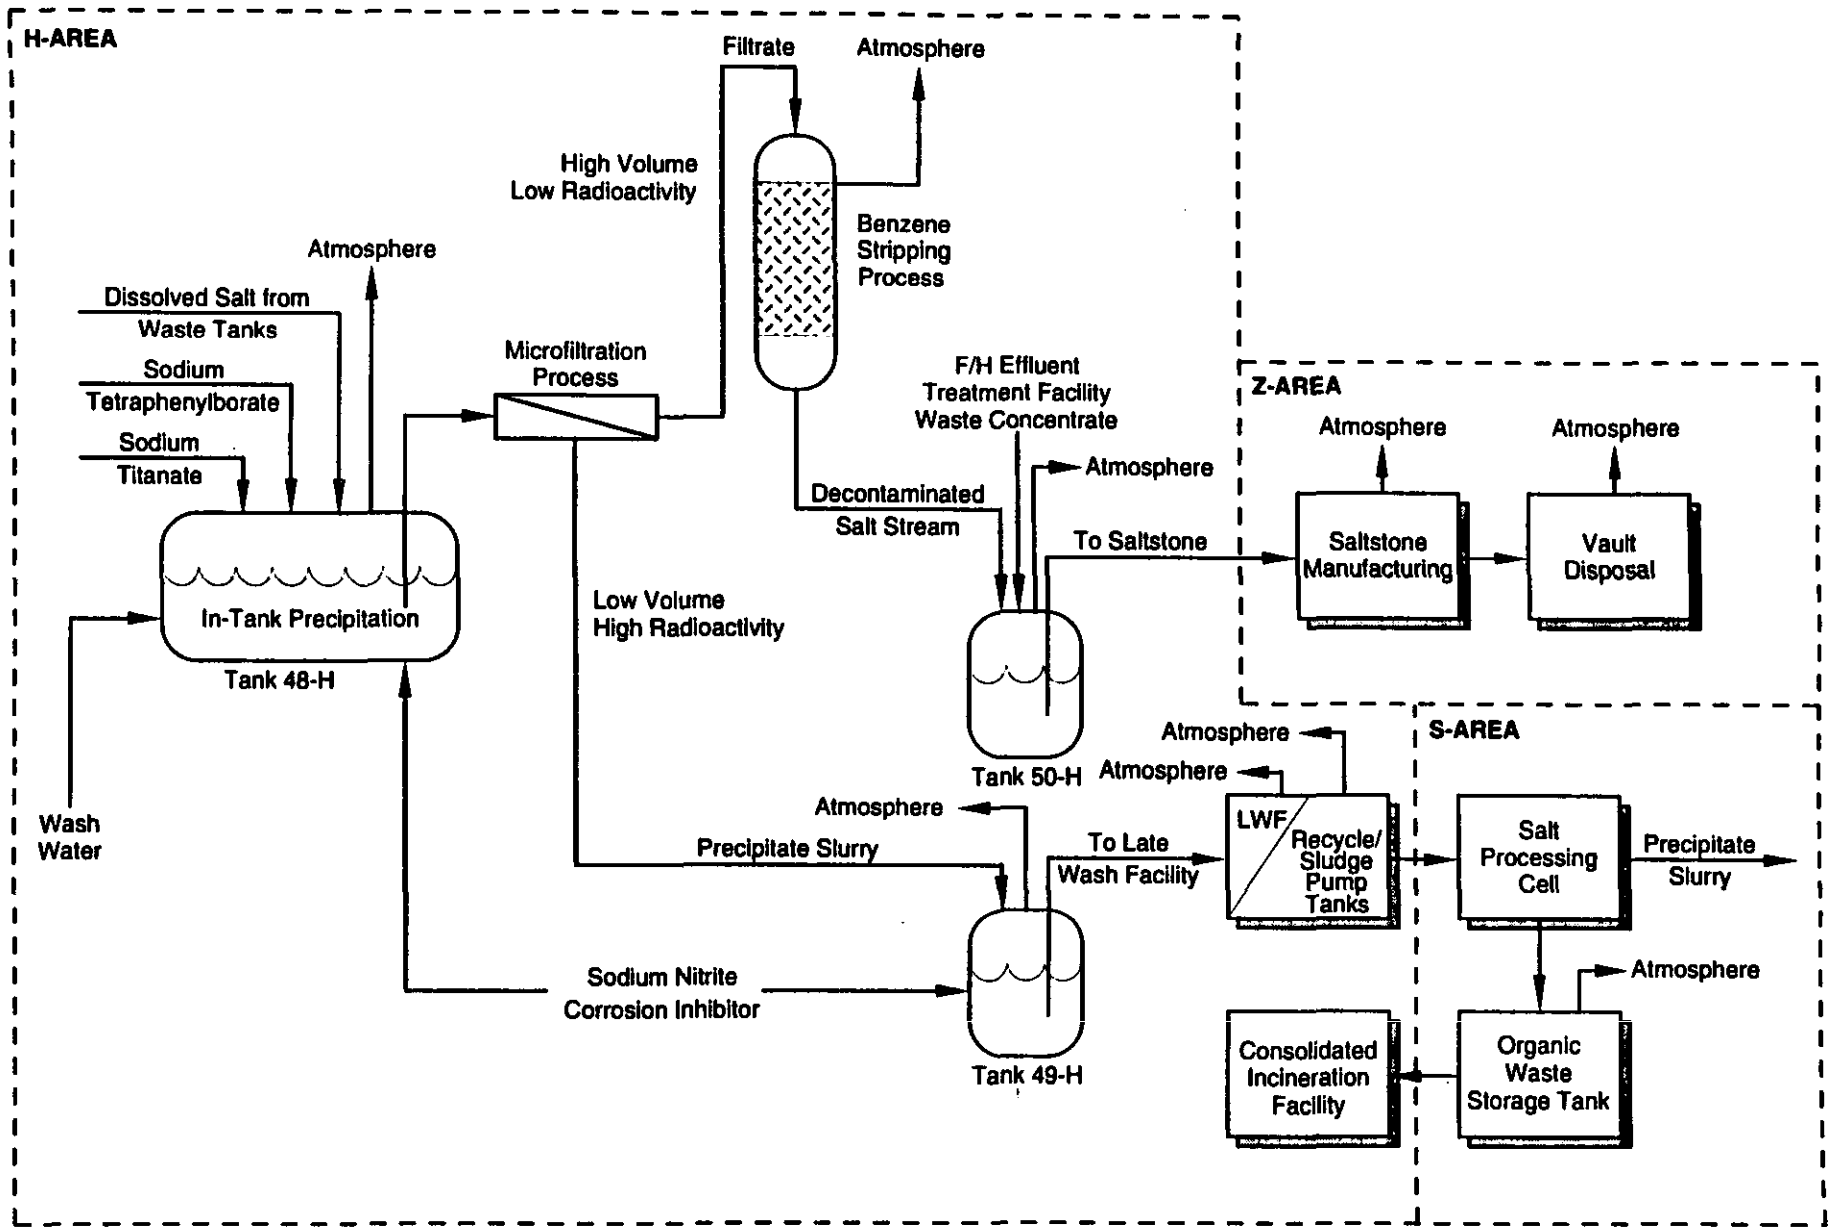 H-AREA
Filtrate
Atmosphere
High Volume
Low Radioactivity
Benzene
Stripping
Process
Atmosphere
Dissolved Salt from
Waste Tanks
Sodium
Tetraphenylborate
Sodium
Titanate
Microfiltration
Process
F/H Effluent
Treatment Facility
Waste Concentrate
Atmosphere
Decontaminated
Salt Stream
To Saltstone
In-Tank Precipitation
Tank 48-H
Low Volume
High Radioactivity
Tank 50-H
Wash
Water
Atmosphere
Precipitate Slurry
To Late
Wash Facility
Sodium Nitrite
Corrosion Inhibitor
Tank 49-H
Atmosphere
Atmosphere
LWF
Recycle/
Sludge
Pump
Tanks
Consolidated
Incineration
Facility
Z-AREA
Atmosphere
Atmosphere
Saltstone
Manufacturing
Vault
Disposal
S-AREA
Salt
Processing
Cell
Precipitate
Slurry
Atmosphere
Organic
Waste
Storage Tank